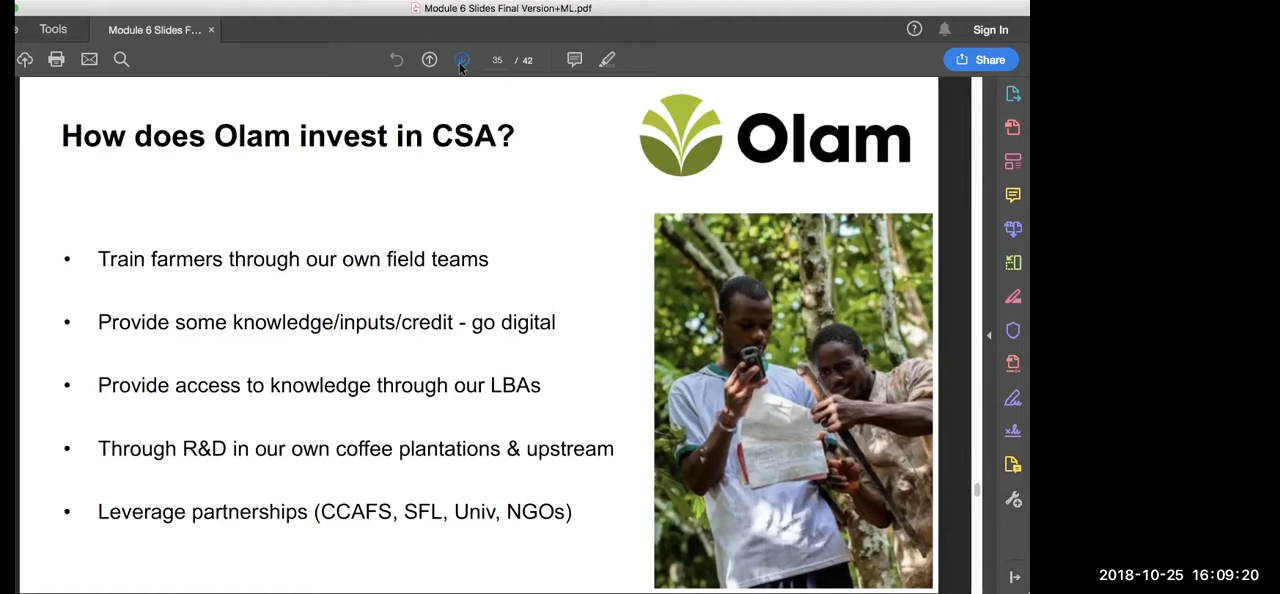 Module 6 Slides Final Version+ML.pdf
Tools
Module 6 Slides F... ×
Sign In
35 / 42
Share
How does Olam invest in CSA?
Olam
• Train farmers through our own field teams
• Provide some knowledge/inputs/credit - go digital
• Provide access to knowledge through our LBAs
• Through R&D in our own coffee plantations & upstream
• Leverage partnerships (CCAFS, SFL, Univ, NGOs)
2018-10-25 16:09:20